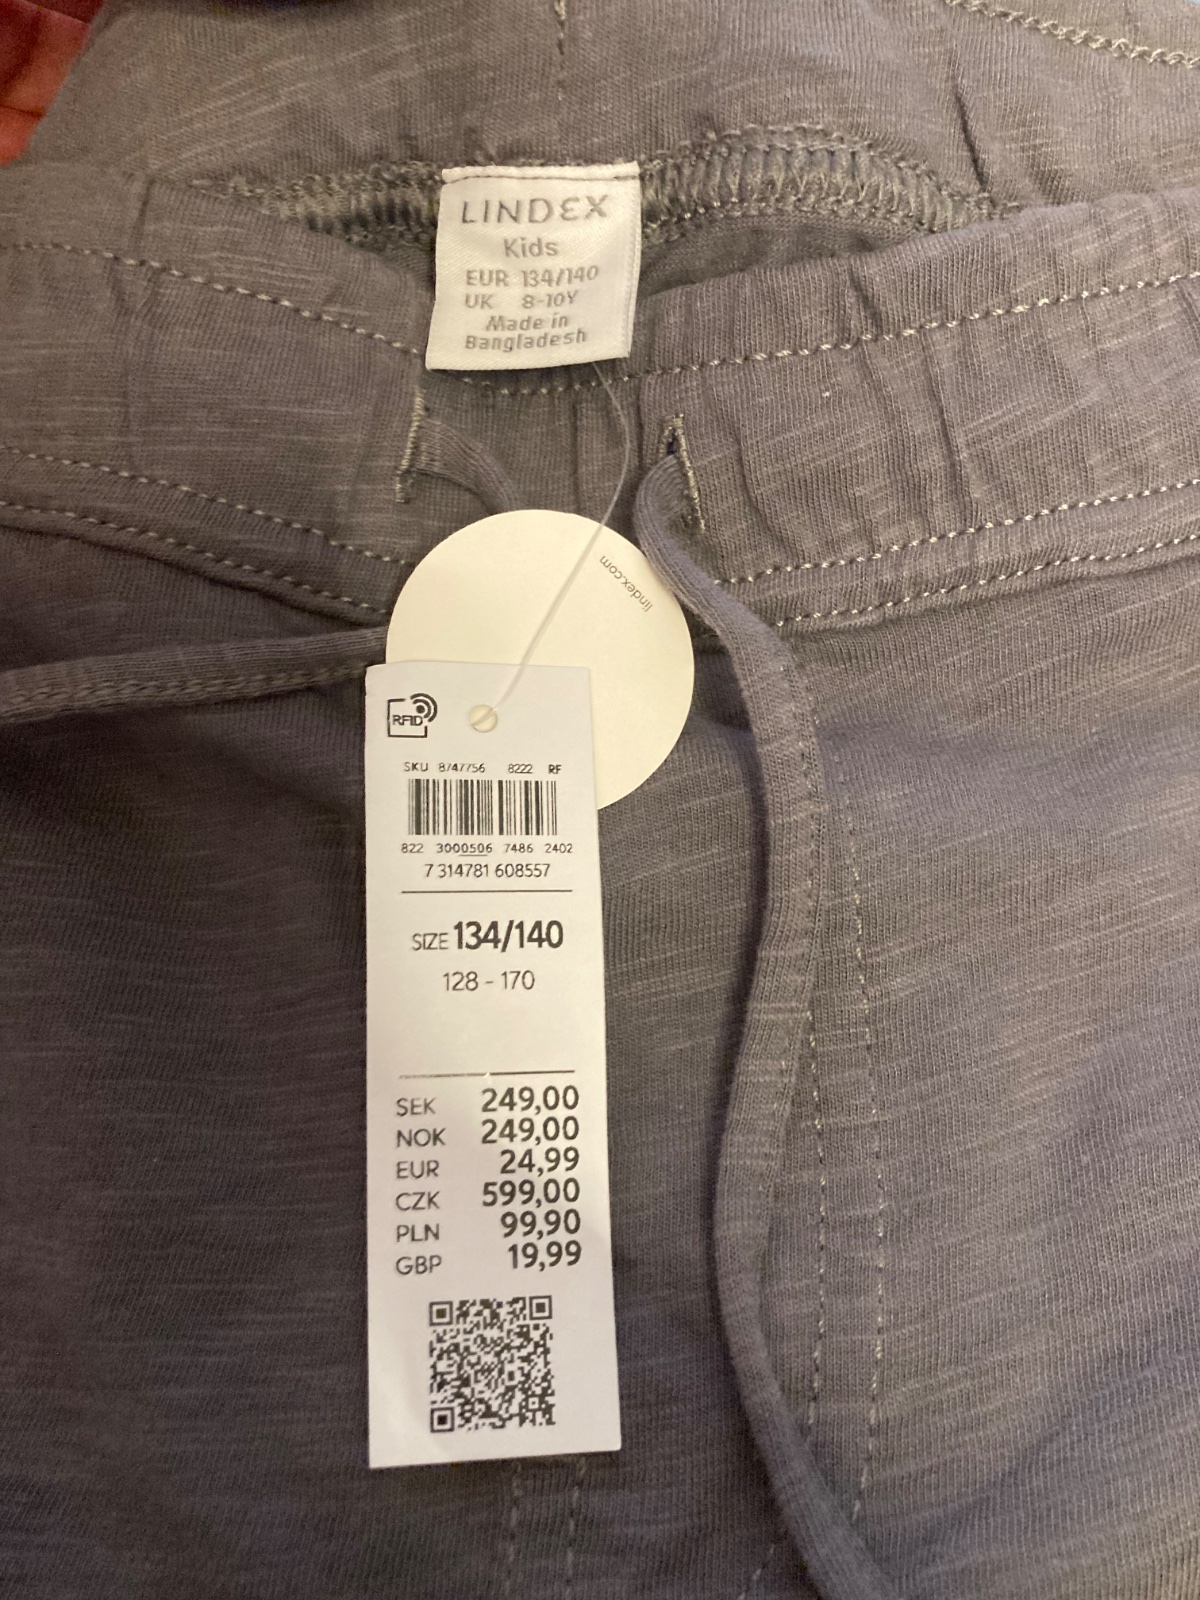 LINDEX
Kids
EUR 134/140
UK 8-10Y
Made in
Bangladesh
lindex.com
RFID
SKU 8747756 8222 RF
822 3000506 7486 2402
7 314781 608557
SIZE 134/140
128 - 170
SEK 249,00
NOK 249,00
EUR 24,99
CZK 599,00
PLN 99,90
GBP 19,99